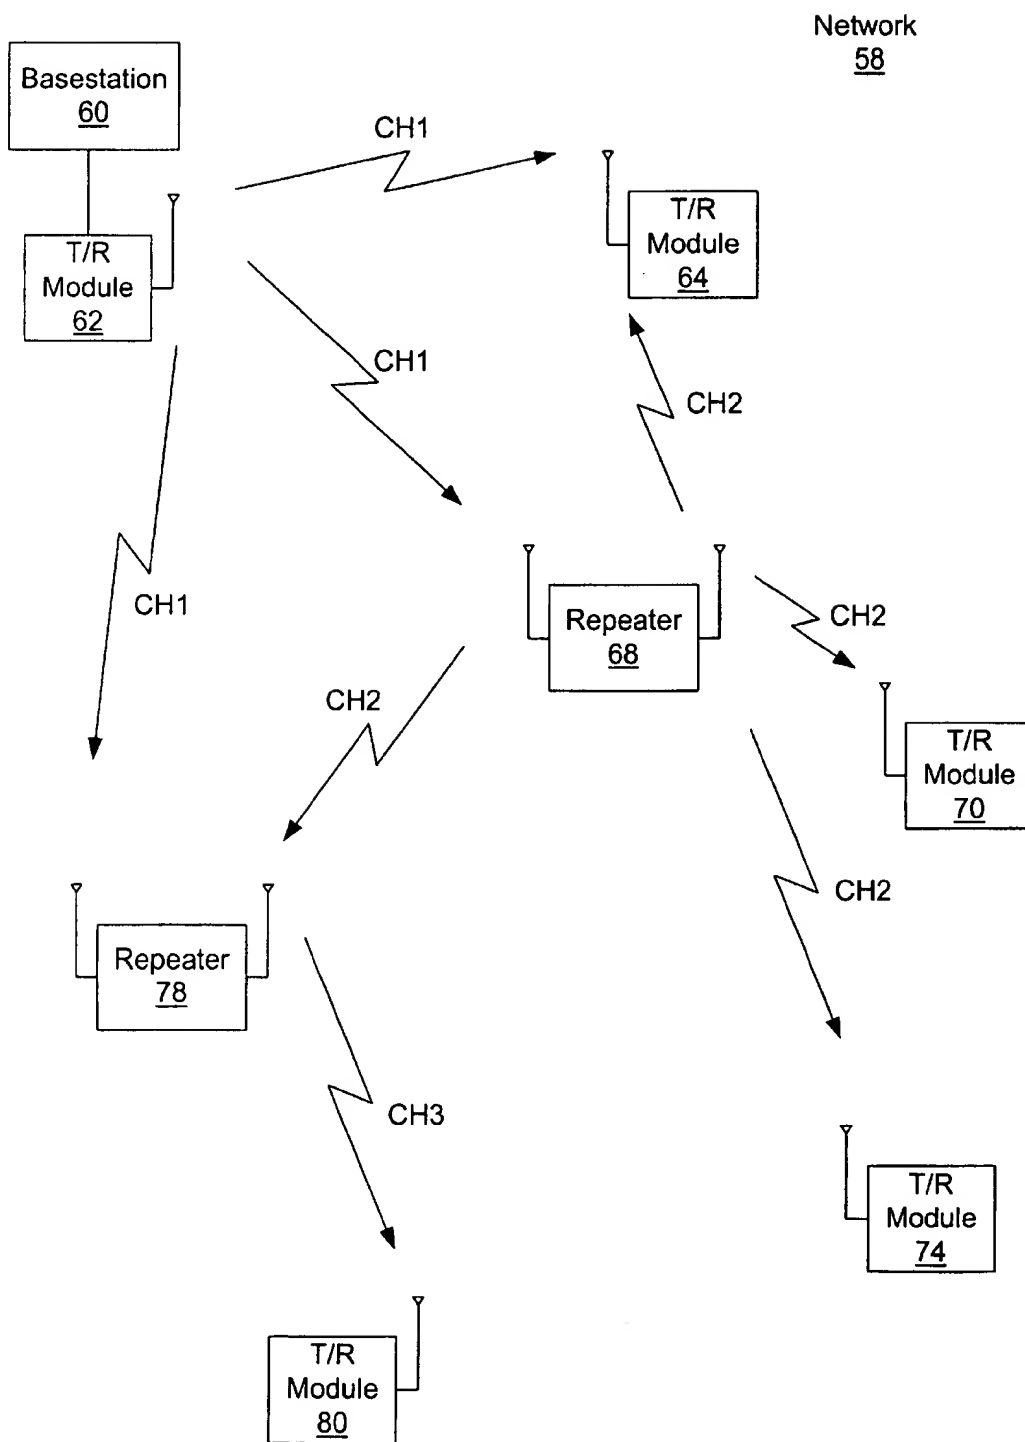 Network
58
Basestation
60
CH1
T/R
Module
62
T/R
Module
64
CH1
CH2
CH1
Repeater
68
CH2
CH2
T/R
Module
70
CH2
Repeater
78
CH3
T/R
Module
74
T/R
Module
80